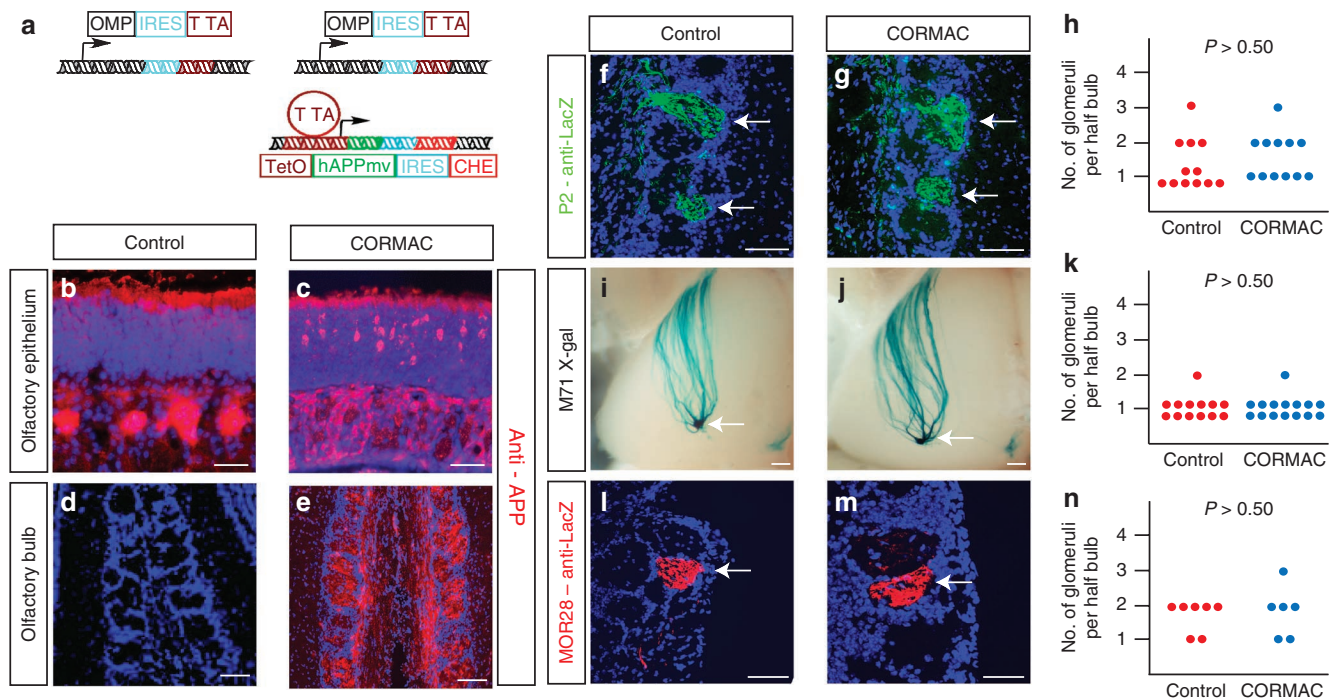 a
OMP IRES T TA
OMP IRES T TA
T TA
TetO hAPPmv IRES CHE
Control
CORMAC
Olfactory epithelium
b
c
Olfactory bulb
d
e
Anti - APP
Control
CORMAC
P2 - anti-LacZ
f
g
M71 X-gal
i
j
MOR28 – anti-LacZ
l
m
h
P > 0.50
No. of glomeruli
per half bulb
4
3
2
1
Control CORMAC
k
P > 0.50
No. of glomeruli
per half bulb
4
3
2
1
Control CORMAC
n
P > 0.50
No. of glomeruli
per half bulb
4
3
2
1
Control CORMAC